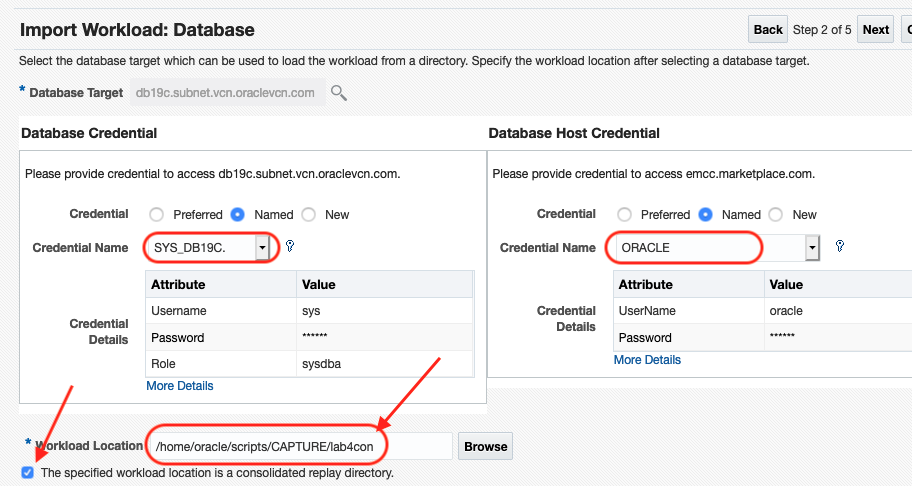 Import Workload: Database
Back Step 2 of 5 Next
Select the database target which can be used to load the workload from a directory. Specify the workload location after selecting a database target.
* Database Target db19c.subnet.vcn.oraclevcn.com
Database Credential
Please provide credential to access db19c.subnet.vcn.oraclevcn.com.
Credential Preferred Named New
Credential Name SYS_DB19C.
Attribute Value
Username sys
Credential Details
Password ******
Role sysdba
More Details
Database Host Credential
Please provide credential to access emcc.marketplace.com.
Credential Preferred Named New
Credential Name ORACLE
Attribute Value
UserName oracle
Credential Details
Password ******
More Details
* Workload Location /home/oracle/scripts/CAPTURE/lab4con Browse
The specified workload location is a consolidated replay directory.